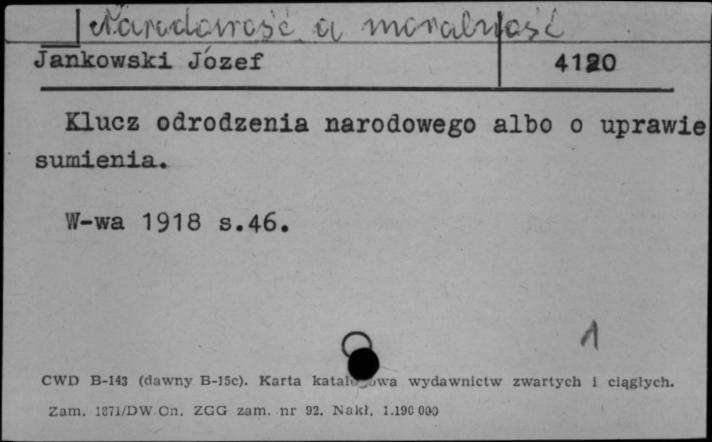 Narodowość a moralność
Jankowski Józef 4120
Klucz odrodzenia narodowego albo o uprawie
sumienia.
W-wa 1918 s.46.
1
CWD B-143 (dawny B-15c). Karta katalogowa wydawnictw zwartych i ciągłych.
Zam. 1871/DW On. ZGG zam. nr 92. Nakł. 1.190 000